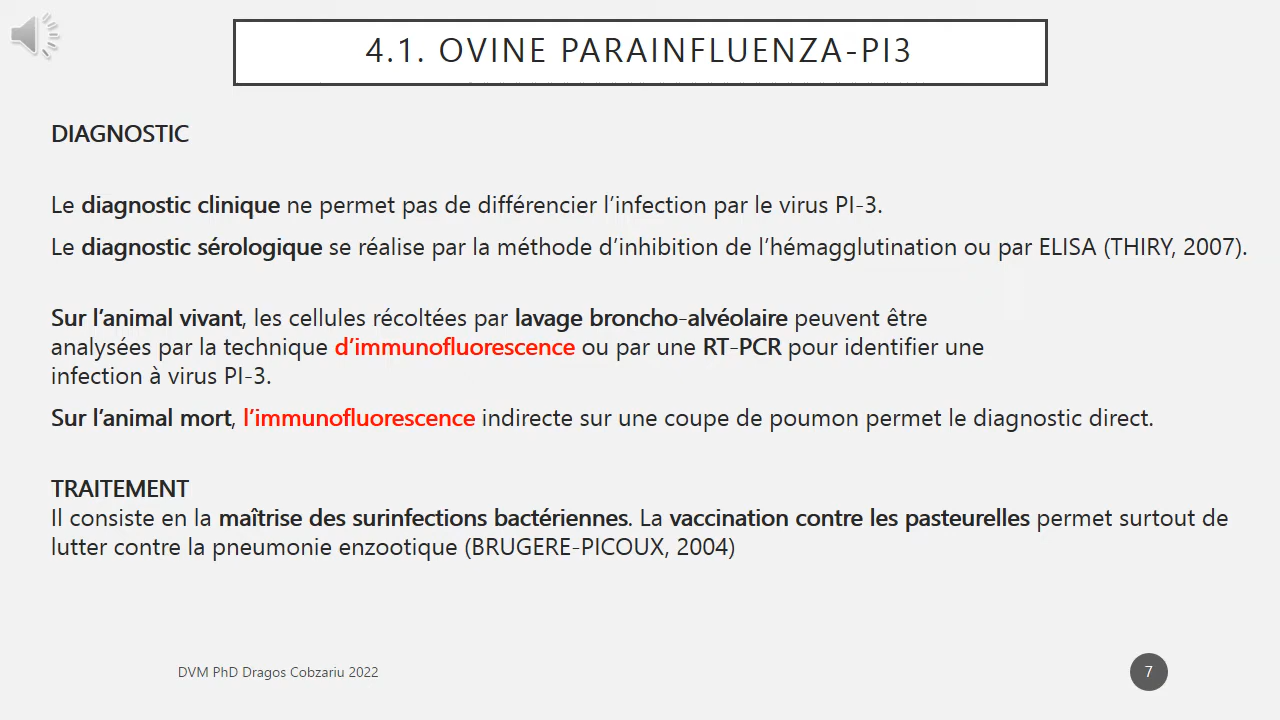 4.1. OVINE PARAINFLUENZA-PI3
DIAGNOSTIC
Le diagnostic clinique ne permet pas de différencier l’infection par le virus PI-3.
Le diagnostic sérologique se réalise par la méthode d’inhibition de l’hémagglutination ou par ELISA (THIRY, 2007).
Sur l’animal vivant, les cellules récoltées par lavage broncho-alvéolaire peuvent être
analysées par la technique d’immunofluorescence ou par une RT-PCR pour identifier une
infection à virus PI-3.
Sur l’animal mort, l’immunofluorescence indirecte sur une coupe de poumon permet le diagnostic direct.
TRAITEMENT
Il consiste en la maîtrise des surinfections bactériennes. La vaccination contre les pasteurelles permet surtout de
lutter contre la pneumonie enzootique (BRUGERE-PICOUX, 2004)
DVM PhD Dragos Cobzariu 2022
7